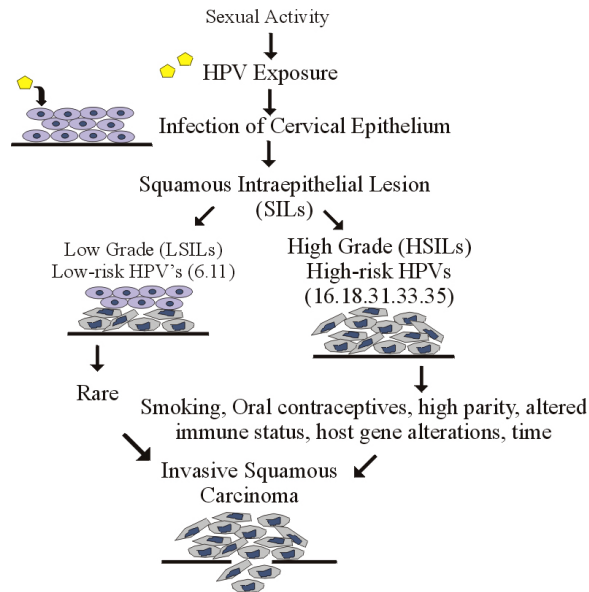 Sexual Activity
HPV Exposure
Infection of Cervical Epithelium
Squamous Intraepithelial Lesion
(SILs)
Low Grade (LSILs)
Low-risk HPV's (6.11)
High Grade (HSILs)
High-risk HPVs
(16.18.31.33.35)
Rare
Smoking, Oral contraceptives, high parity, altered
immune status, host gene alterations, time
Invasive Squamous
Carcinoma